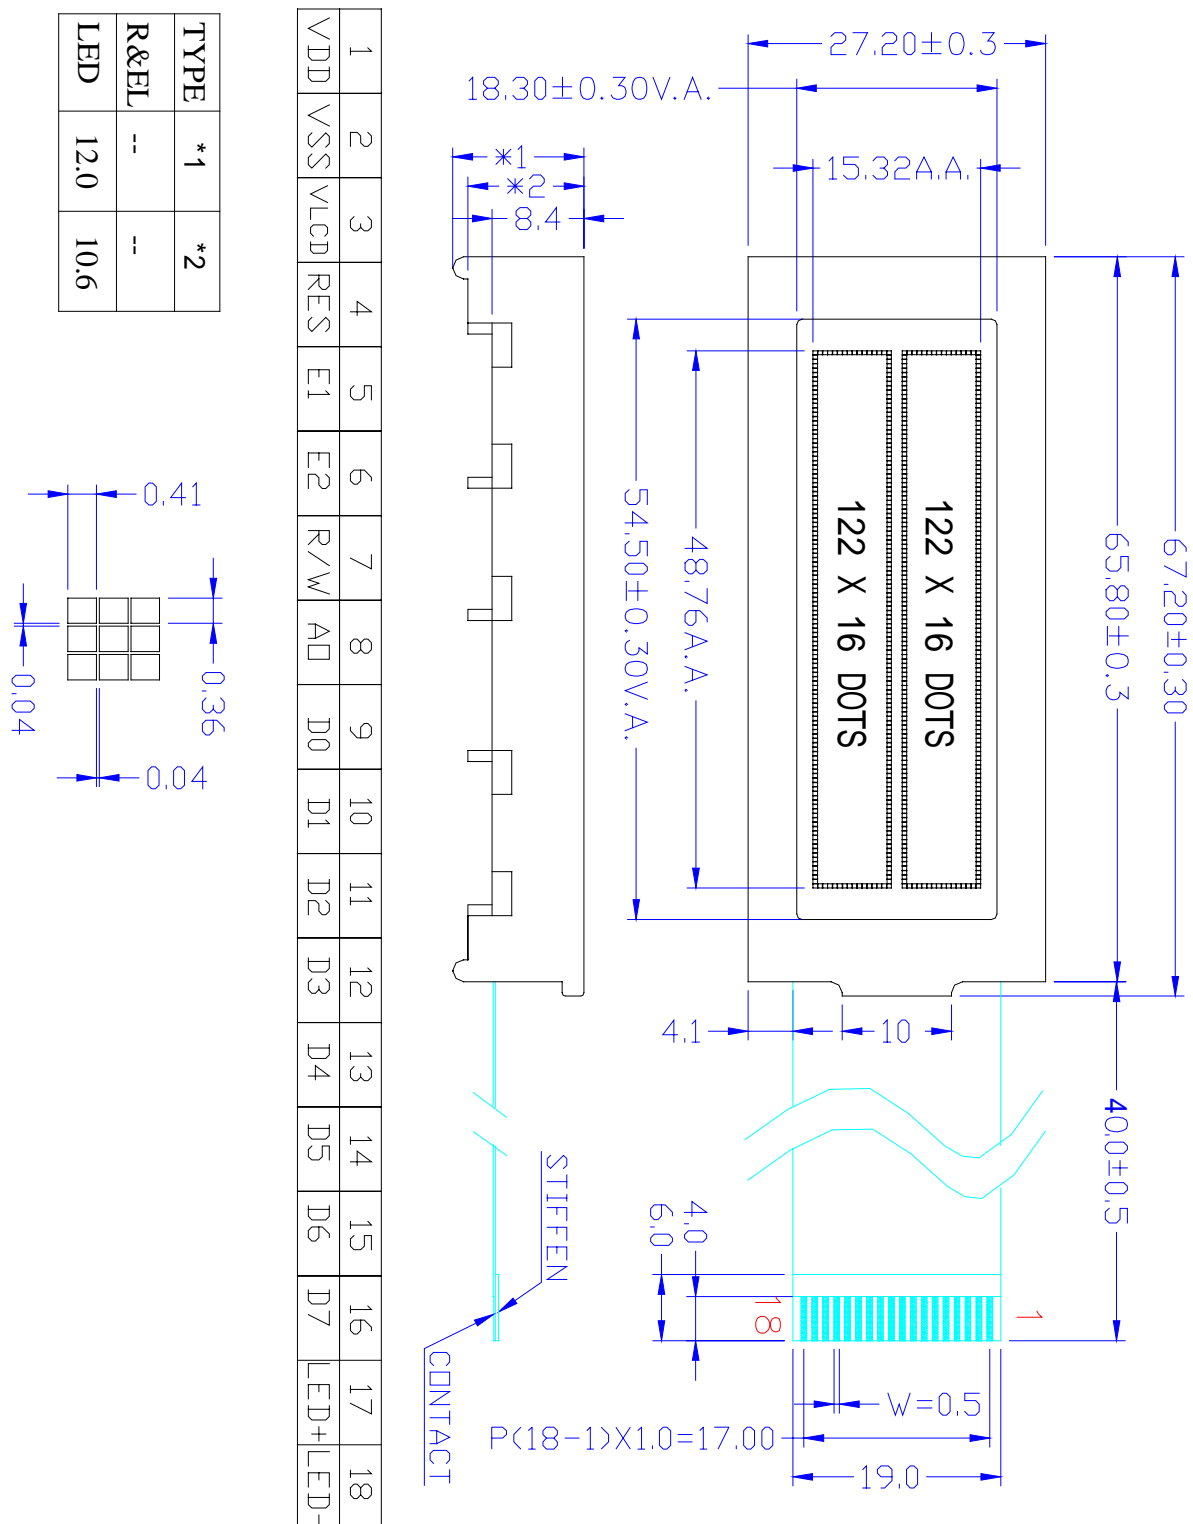 27.20±0.3
18.30±0.30V.A.
15.32A.A.
*1
*2
8.4
67.20±0.30
65.80±0.3
40.0±0.5
122 X 16 DOTS
122 X 16 DOTS
48.76A.A.
54.50±0.30V.A.
4.1
10
4.0
6.0
1
18
W=0.5
P(18-1)X1.0=17.00
19.0
STIFFEN
CONTACT
1 2 3 4 5 6 7 8 9 10 11 12 13 14 15 16 17 18
VDD VSS VLCD RES E1 E2 R/W A0 D0 D1 D2 D3 D4 D5 D6 D7 LED+ LED-
TYPE *1 *2
R&EL -- --
LED 12.0 10.6
0.41
0.36
0.04
0.04